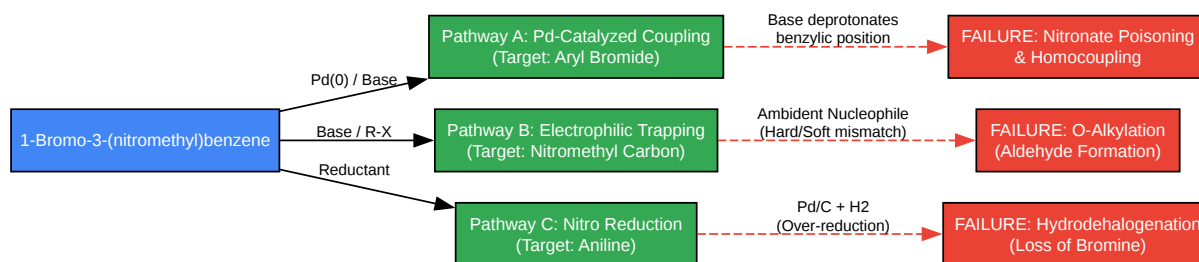 Pathway A: Pd-Catalyzed Coupling
(Target: Aryl Bromide)
Base deprotonates
benzylic position
FAILURE: Nitronate Poisoning
& Homocoupling
Pd(0) / Base
1-Bromo-3-(nitromethyl)benzene
Base / R-X
Pathway B: Electrophilic Trapping
(Target: Nitromethyl Carbon)
Ambident Nucleophile
(Hard/Soft mismatch)
FAILURE: O-Alkylation
(Aldehyde Formation)
Reductant
Pathway C: Nitro Reduction
(Target: Aniline)
Pd/C + H2
(Over-reduction)
FAILURE: Hydrodehalogenation
(Loss of Bromine)